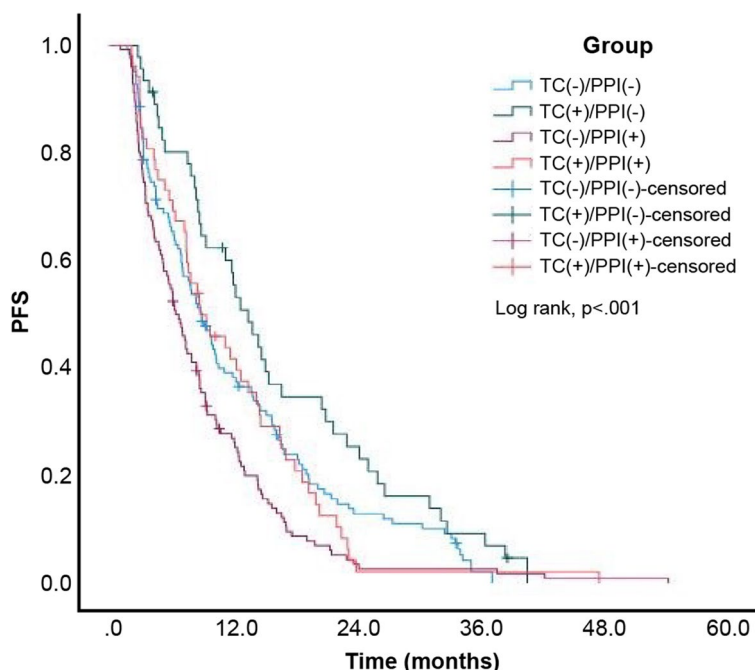 Group
TC(-)/PPI(-)
TC(+)/PPI(-)
TC(-)/PPI(+)
TC(+)/PPI(+)
TC(-)/PPI(-)-censored
TC(+)/PPI(-)-censored
TC(-)/PPI(+)-censored
TC(+)/PPI(+)-censored
Log rank, p<.001
PFS
1.0
0.8
0.6
0.4
0.2
0.0
.0 12.0 24.0 36.0 48.0 60.0
Time (months)